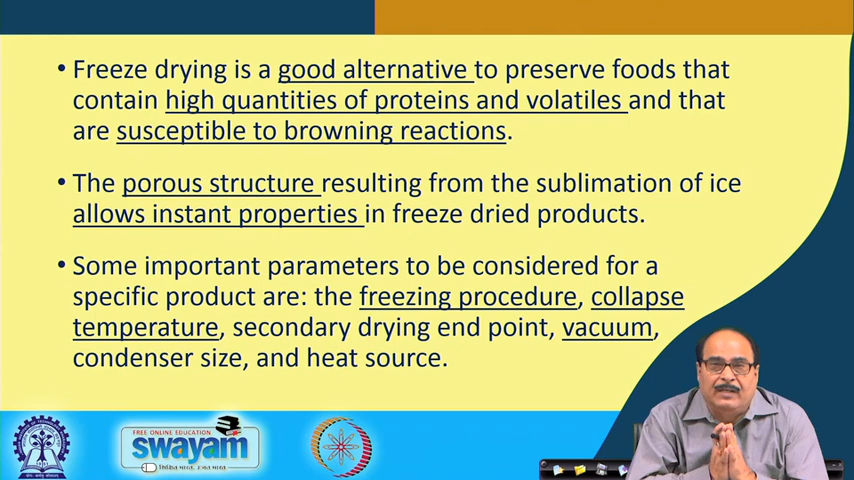 • Freeze drying is a good alternative to preserve foods that
contain high quantities of proteins and volatiles and that
are susceptible to browning reactions.
• The porous structure resulting from the sublimation of ice
allows instant properties in freeze dried products.
• Some important parameters to be considered for a
specific product are: the freezing procedure, collapse
temperature, secondary drying end point, vacuum,
condenser size, and heat source.
FREE ONLINE EDUCATION
swayam